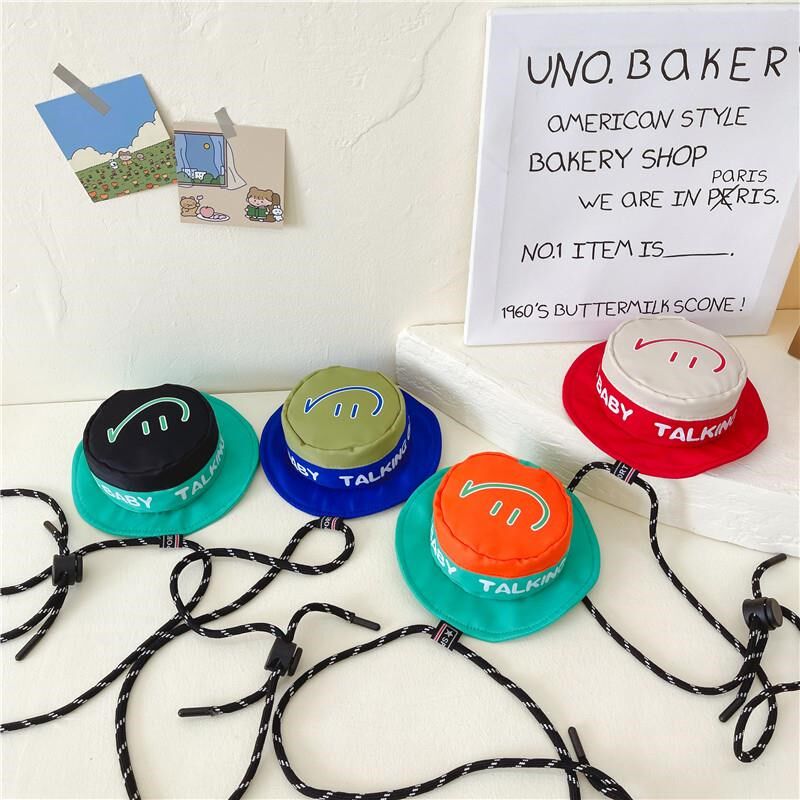 UNO. BAKER
AMERICAN STYLE
BAKERY SHOP
PARIS
WE ARE IN PERIS.
NO.1 ITEM IS____.
1960'S BUTTERMILK SCONE!
BABY TALKING
BABY TALKING
BABY TALKING
BABY TALKING